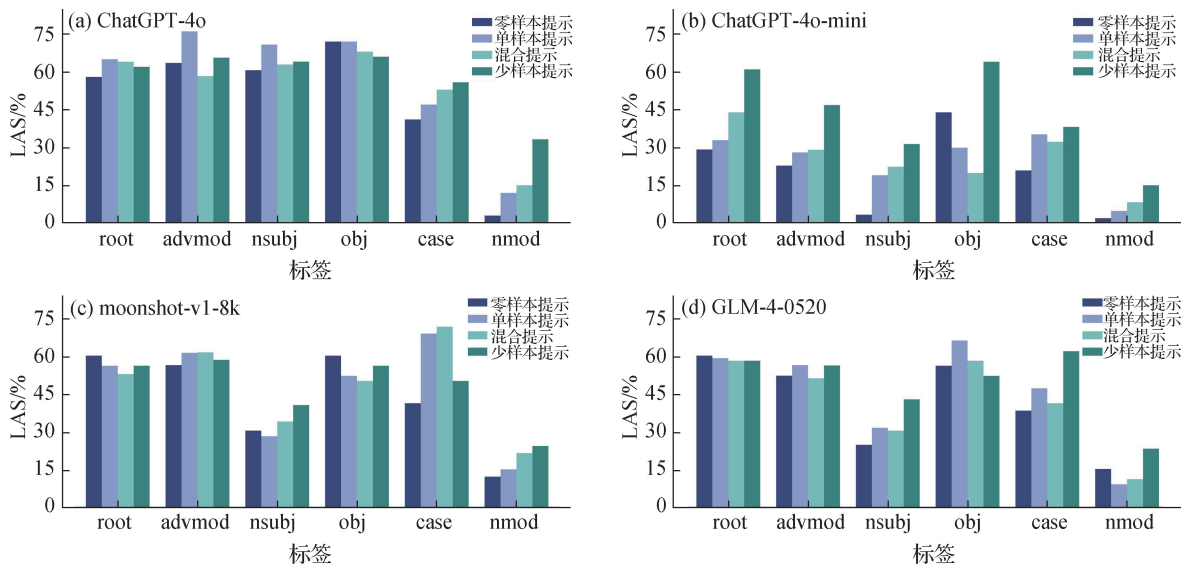 (a) ChatGPT-4o
零样本提示
单样本提示
混合提示
少样本提示
LAS/%
75
60
45
30
15
0
root advmod nsubj obj case nmod
标签
(b) ChatGPT-4o-mini
零样本提示
单样本提示
混合提示
少样本提示
LAS/%
75
60
45
30
15
0
root advmod nsubj obj case nmod
标签
(c) moonshot-v1-8k
零样本提示
单样本提示
混合提示
少样本提示
LAS/%
75
60
45
30
15
0
root advmod nsubj obj case nmod
标签
(d) GLM-4-0520
零样本提示
单样本提示
混合提示
少样本提示
LAS/%
75
60
45
30
15
0
root advmod nsubj obj case nmod
标签